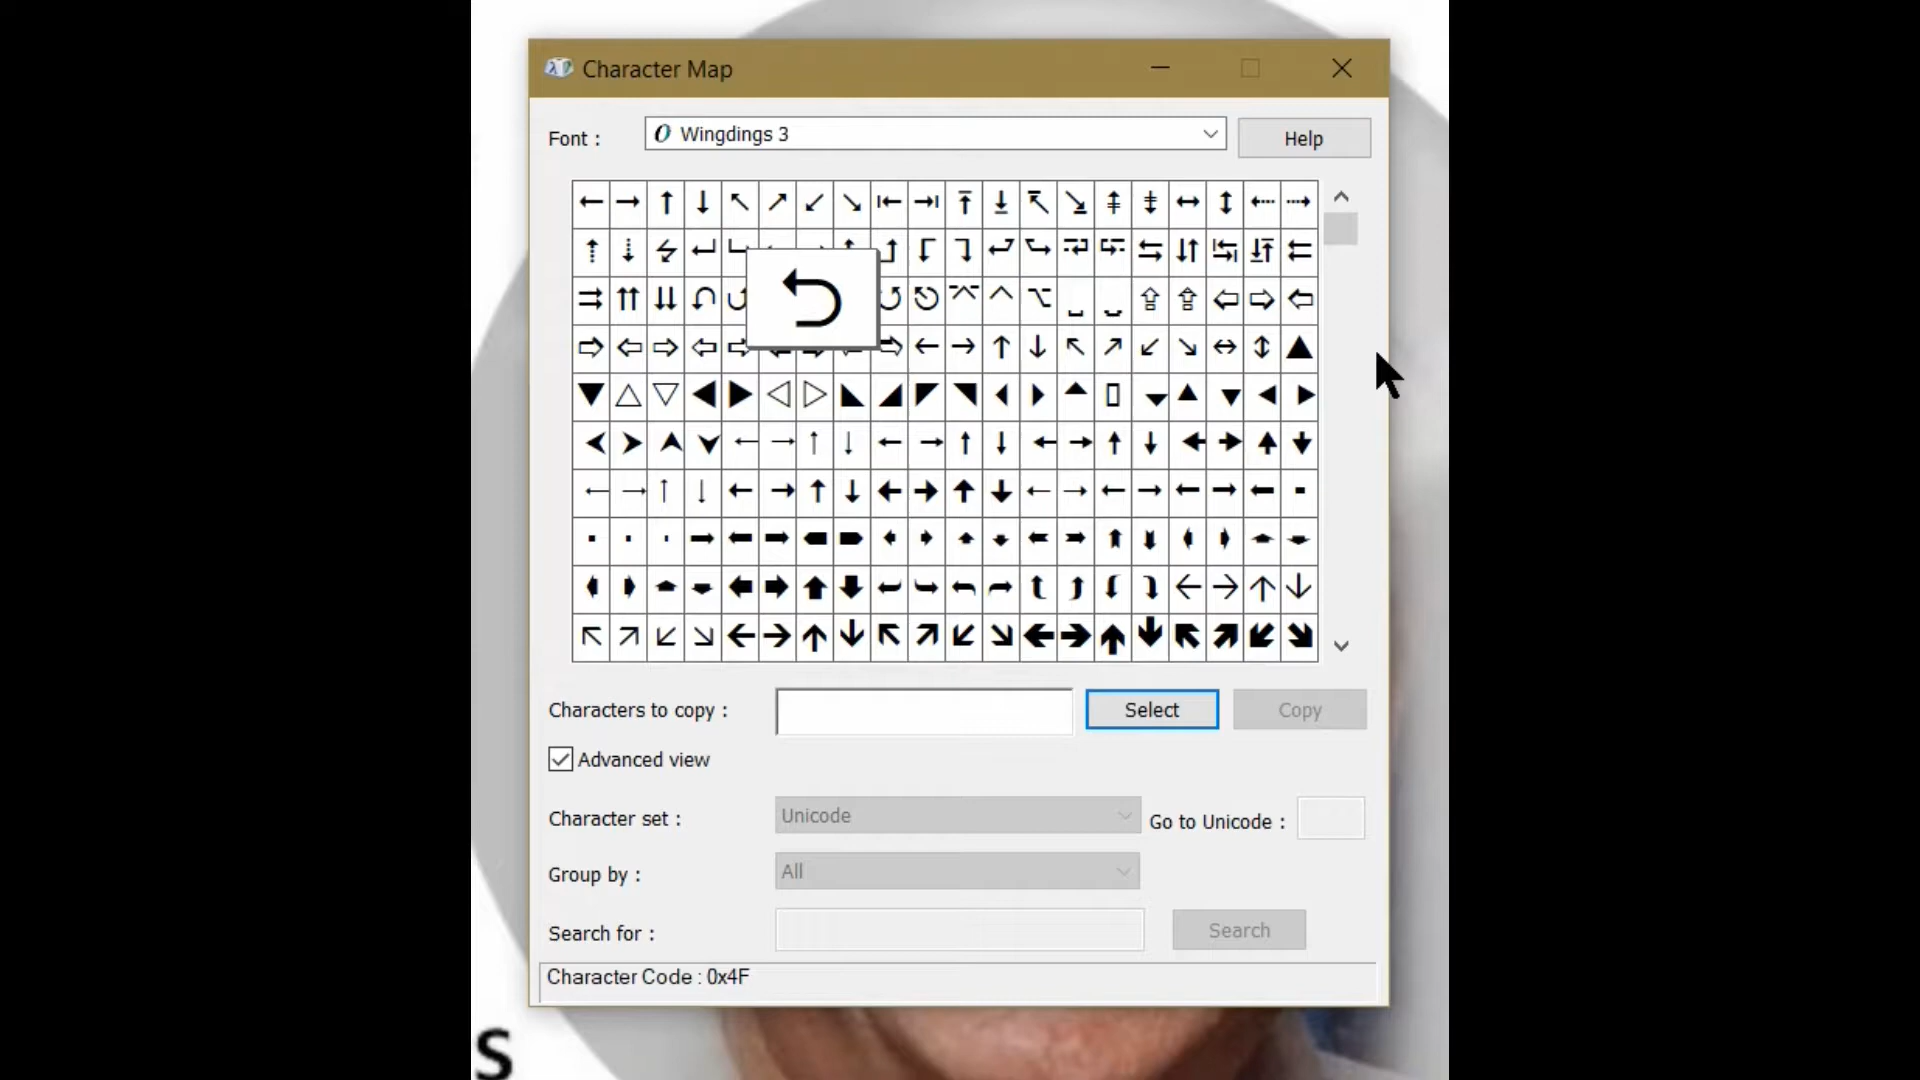 Character Map
Font :
Wingdings 3
Help
Characters to copy :
Select
Copy
Advanced view
Character set :
Unicode
Go to Unicode :
Group by :
All
Search for :
Search
Character Code : 0x4F
S